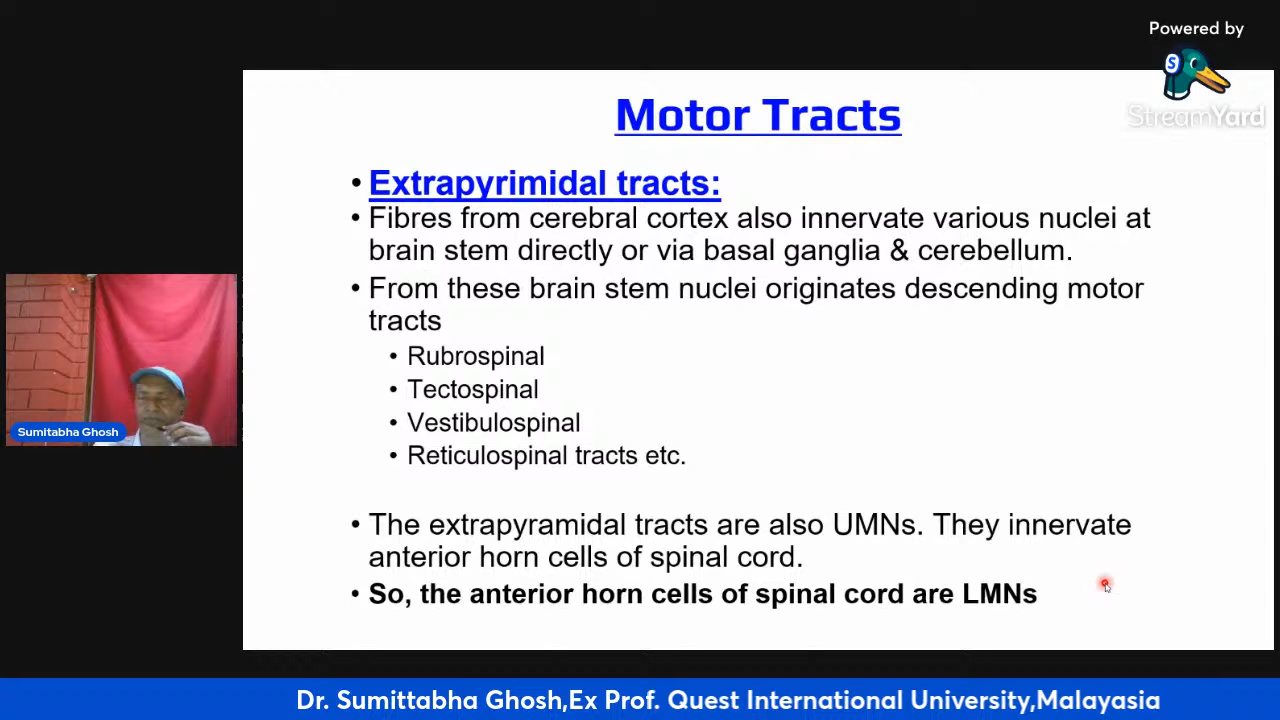 Powered by
S
StreamYard
Motor Tracts
• Extrapyrimidal tracts:
• Fibres from cerebral cortex also innervate various nuclei at
brain stem directly or via basal ganglia & cerebellum.
• From these brain stem nuclei originates descending motor
tracts
• Rubrospinal
• Tectospinal
• Vestibulospinal
• Reticulospinal tracts etc.
• The extrapyramidal tracts are also UMNs. They innervate
anterior horn cells of spinal cord.
• So, the anterior horn cells of spinal cord are LMNs
Sumitabha Ghosh
Dr. Sumittabha Ghosh,Ex Prof. Quest International University,Malayasia